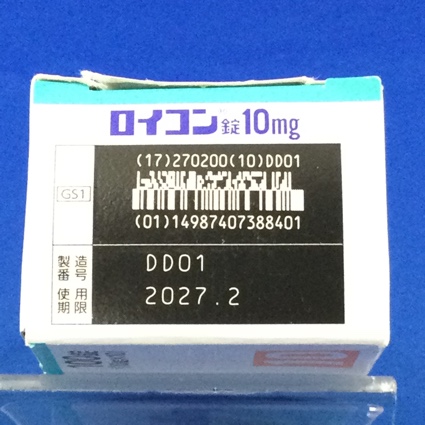 ロイコン錠10mg
(17)270200(10)DD01
GS1
(01)14987407388401
製造番号 DD01
使用期限 2027.2